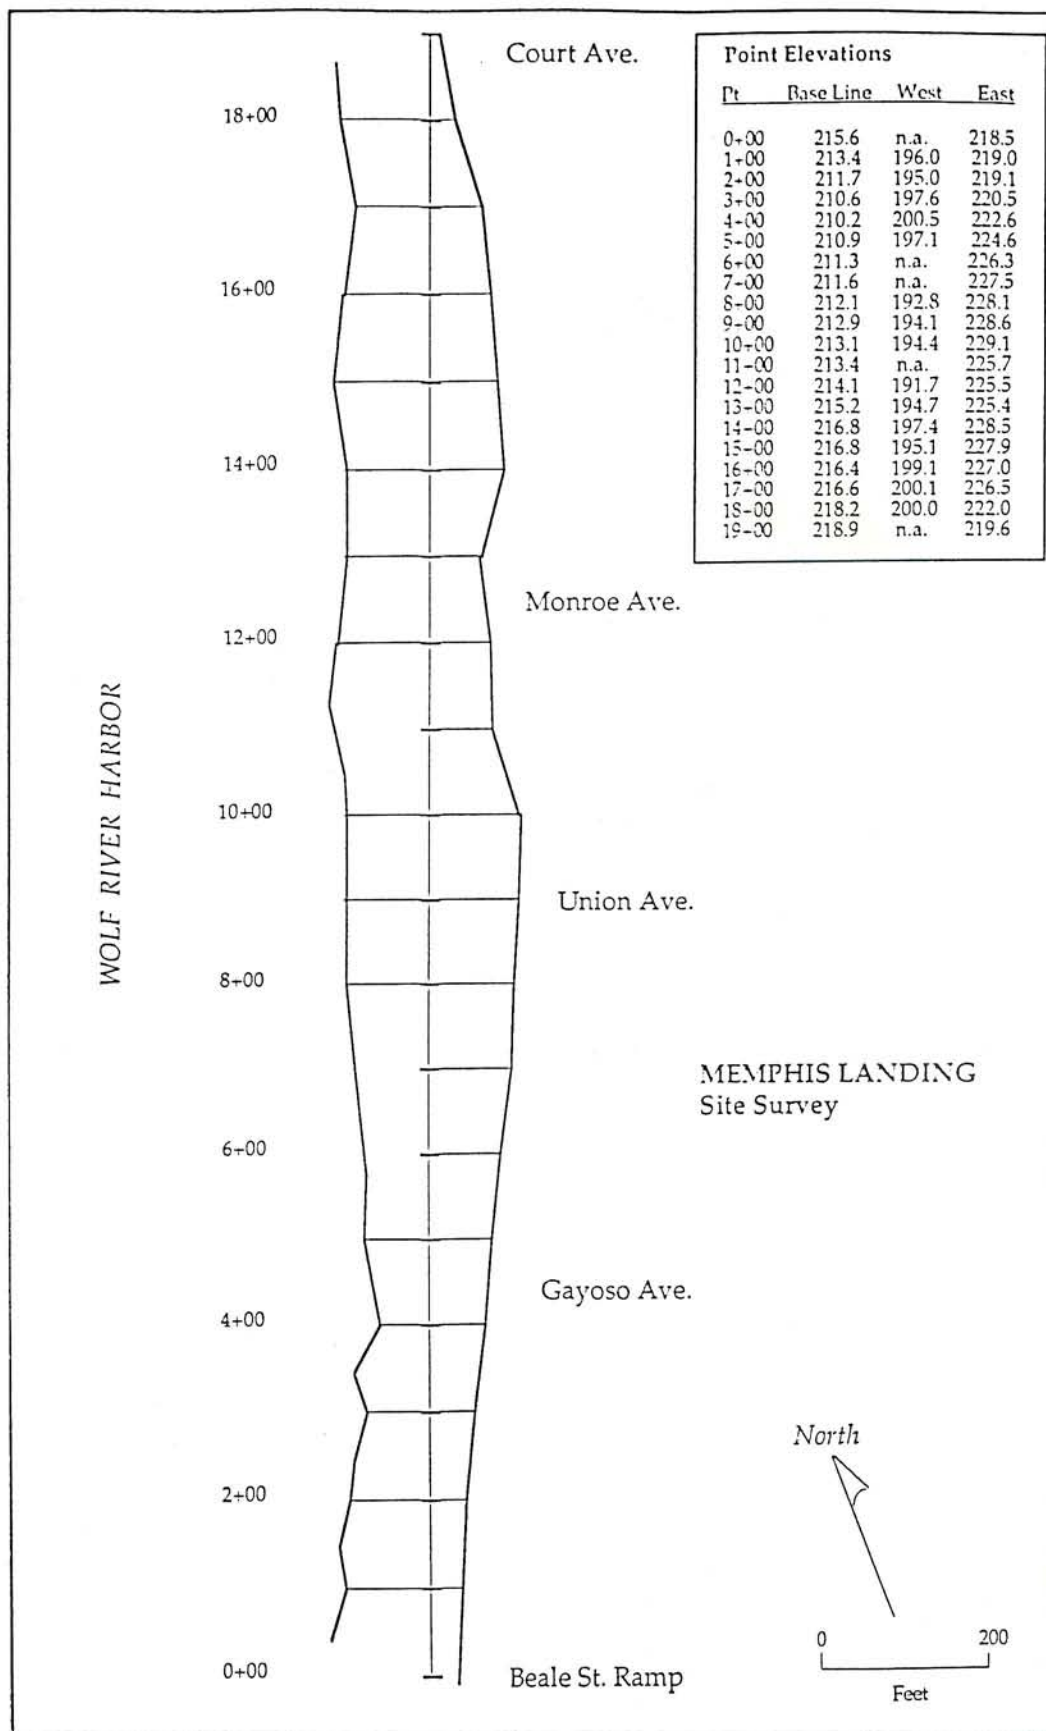 Court Ave.
Point Elevations
Pt Base Line West East
0+00 215.6 n.a. 218.5
1+00 213.4 196.0 219.0
2+00 211.7 195.0 219.1
3+00 210.6 197.6 220.5
4+00 210.2 200.5 222.6
5+00 210.9 197.1 224.6
6+00 211.3 n.a. 226.3
7+00 211.6 n.a. 227.5
8+00 212.1 192.8 228.1
9+00 212.9 194.1 228.6
10+00 213.1 194.4 229.1
11+00 213.4 n.a. 225.7
12+00 214.1 191.7 225.5
13+00 215.2 194.7 225.4
14+00 216.8 197.4 228.5
15+00 216.8 195.1 227.9
16+00 216.4 199.1 227.0
17+00 216.6 200.1 226.5
18+00 218.2 200.0 222.0
19+00 218.9 n.a. 219.6
18+00
16+00
14+00
Monroe Ave.
12+00
WOLF RIVER HARBOR
10+00
Union Ave.
8+00
MEMPHIS LANDING
Site Survey
6+00
Gayoso Ave.
4+00
North
2+00
0 200
Feet
0+00
Beale St. Ramp